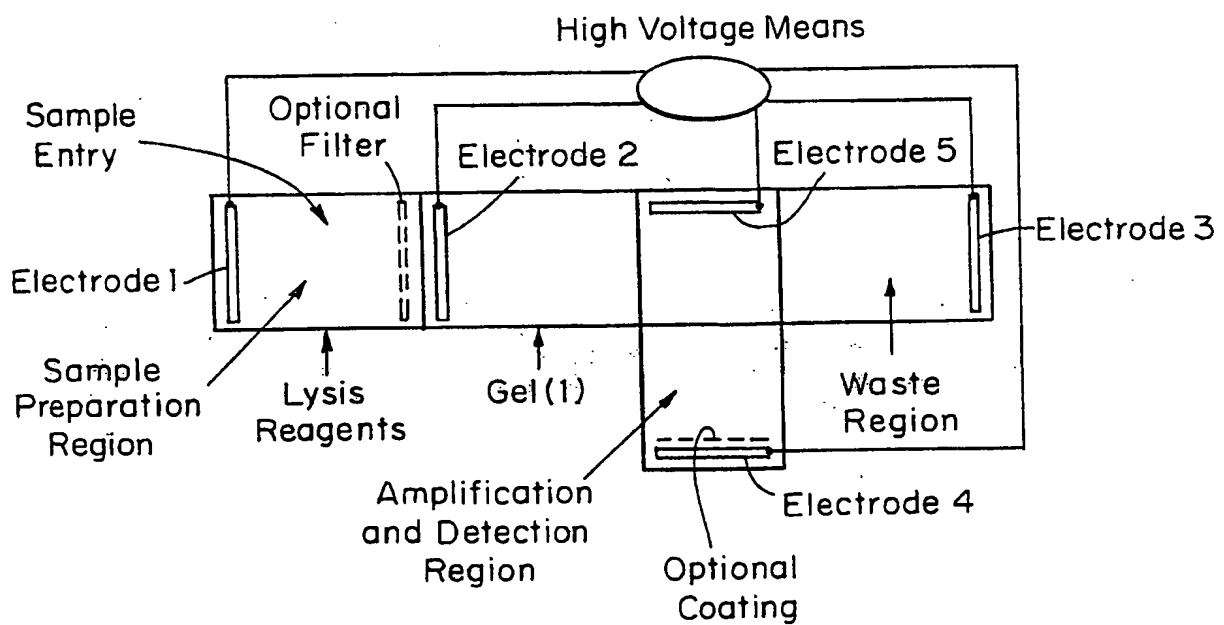 High Voltage Means
Sample
Entry
Optional
Filter
Electrode 2
Electrode 5
Electrode 1
Electrode 3
Sample
Preparation
Region
Lysis
Reagents
Gel (1)
Waste
Region
Amplification
and Detection
Region
Electrode 4
Optional
Coating